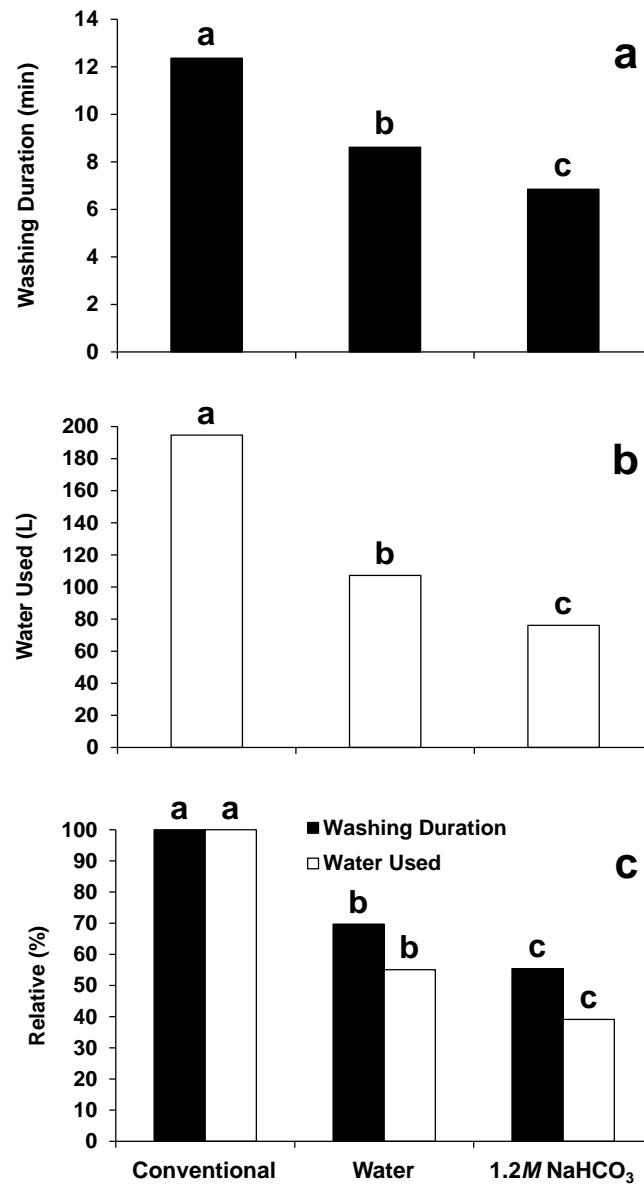 14
12
10
8
6
4
2
0
Washing Duration (min)
a
b
c
a
200
180
160
140
120
100
80
60
40
20
0
Water Used (L)
a
b
c
b
100
90
80
70
60
50
40
30
20
10
0
Relative (%)
a a
b
b
c
c
Washing Duration
Water Used
c
Conventional Water 1.2M NaHCO₃